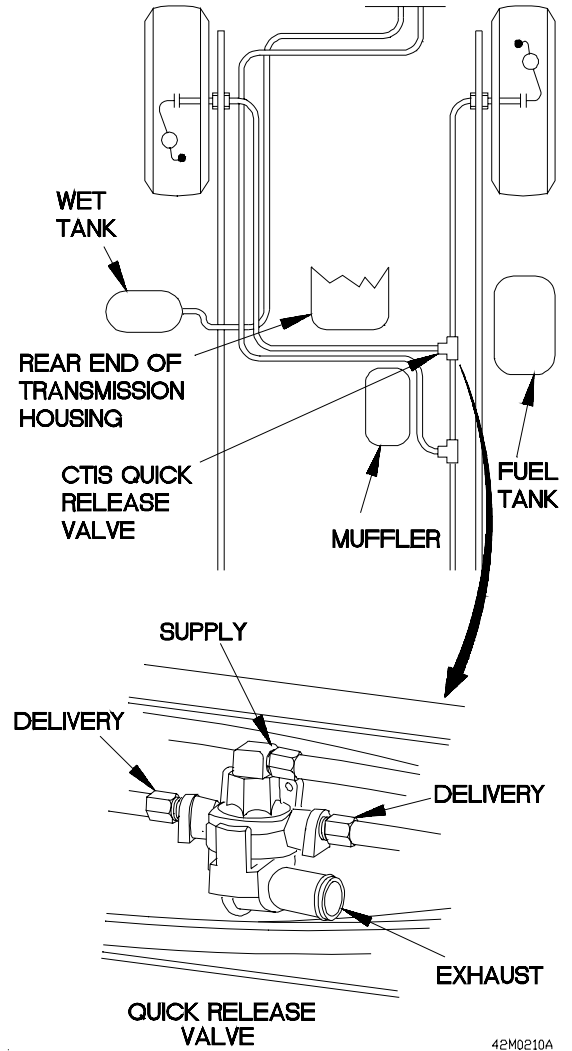 WET
TANK
REAR END OF
TRANSMISSION
HOUSING
CTIS QUICK
RELEASE
VALVE
MUFFLER
FUEL
TANK
SUPPLY
DELIVERY
DELIVERY
EXHAUST
QUICK RELEASE
VALVE
42M0210A